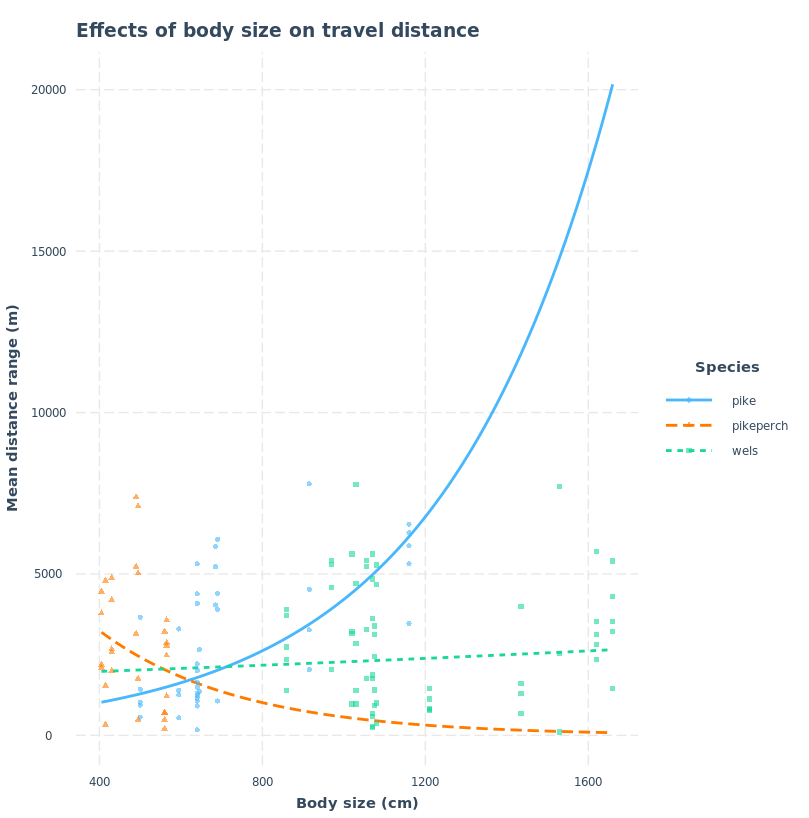 Effects of body size on travel distance
20000
15000
10000
5000
0
Mean distance range (m)
400 800 1200 1600
Body size (cm)
Species
pike
pikeperch
wels